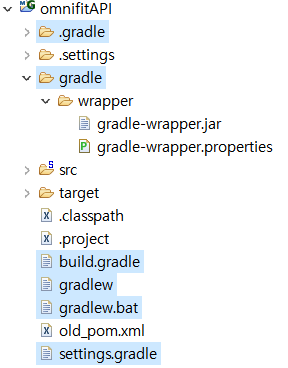 omnifitAPI
.gradle
.settings
gradle
wrapper
gradle-wrapper.jar
gradle-wrapper.properties
src
target
.classpath
.project
build.gradle
gradlew
gradlew.bat
old_pom.xml
settings.gradle